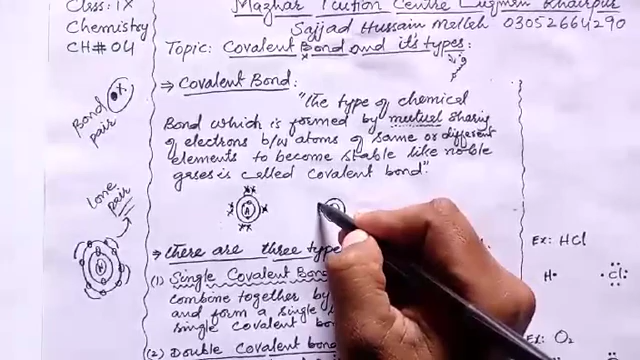 Class: IX
Chemistry
CH# 04
Mazhar Tuition Centre Luqman Khairpur
Sajjad Hussain Melleh 03052664290
Topic: Covalent Bond and its types:
⇒ Covalent Bond:
"The type of chemical
Bond which is formed by mutual sharing
of electrons b/w atoms of same or different
elements to become stable like noble
gases is called covalent bond".
Bond
pair
lone
pair
⇒ there are three type
(1) Single Covalent Bon
combine together by
and form a single
single covalent bon
(2) Double Covalent bon
Ex: HCl
H• Cl
Ex: O₂